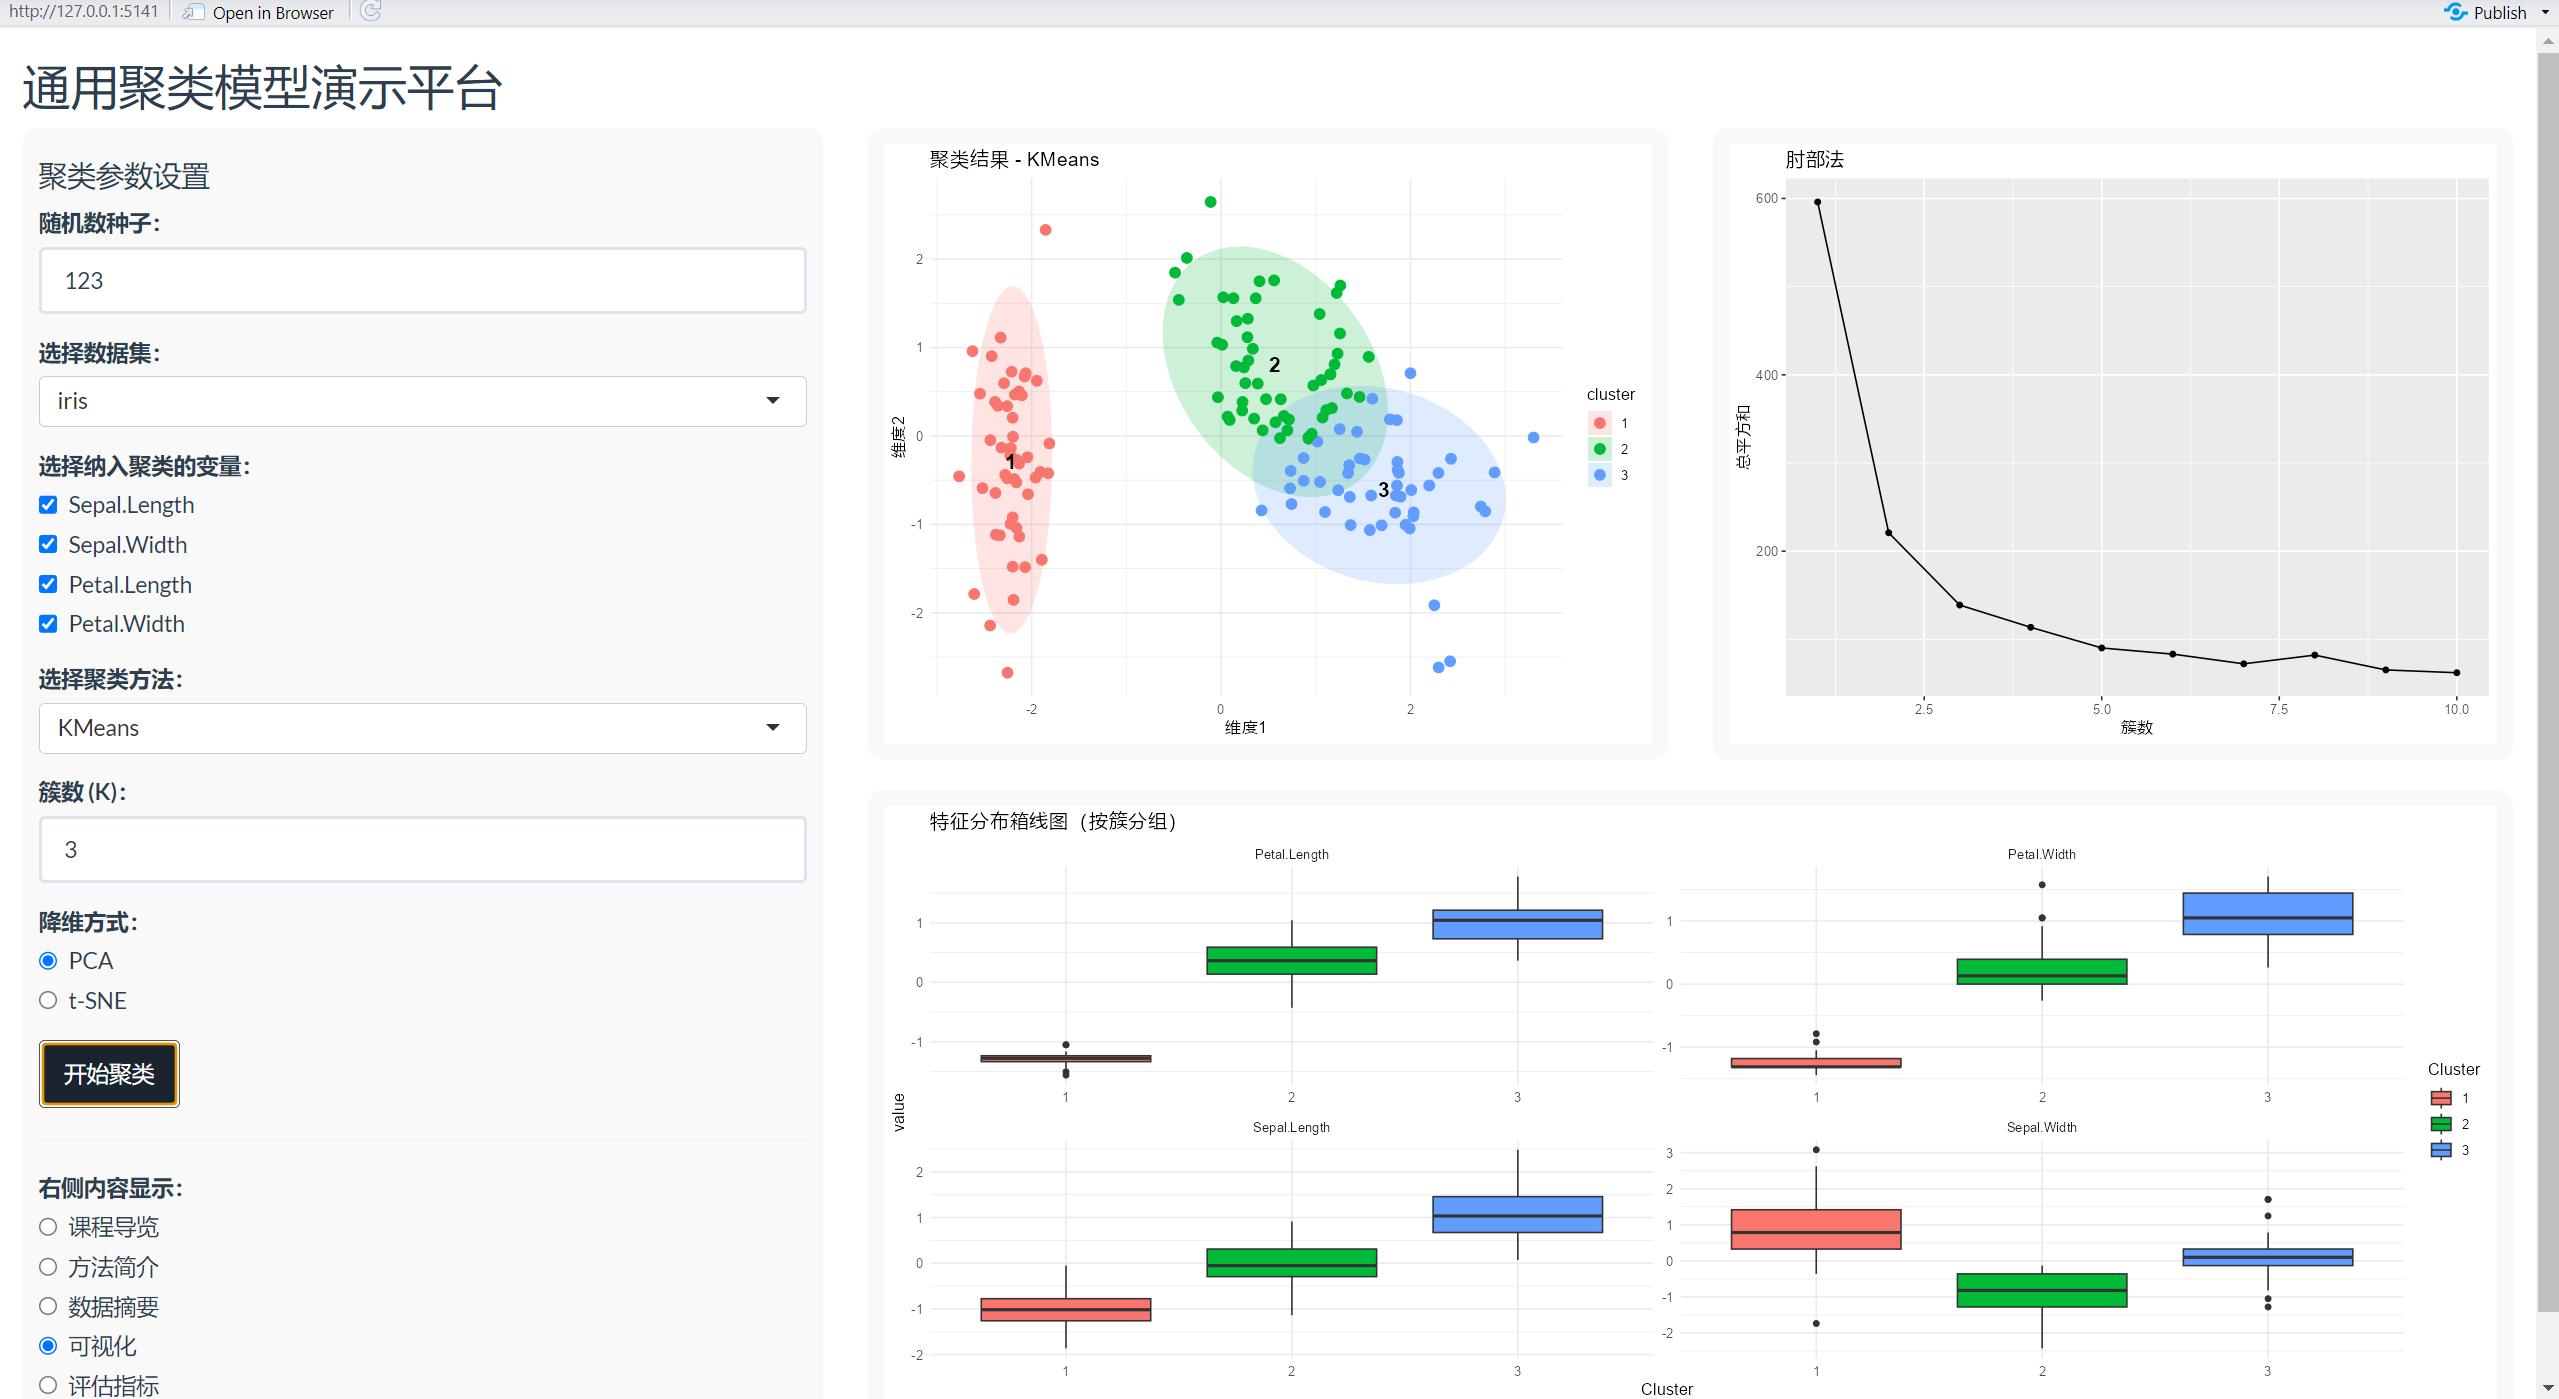 http://127.0.0.1:5141 Open in Browser Publish
通用聚类模型演示平台
聚类参数设置
随机数种子：
123
选择数据集：
iris
选择纳入聚类的变量：
Sepal.Length
Sepal.Width
Petal.Length
Petal.Width
选择聚类方法：
KMeans
簇数 (K)：
3
降维方式：
PCA
t-SNE
开始聚类
右侧内容显示：
课程导览
方法简介
数据摘要
可视化
评估指标
聚类结果 - KMeans
维度2
2
1
0
-1
-2
1
2
3
-2 0 2
维度1
cluster
1
2
3
肘部法
总平方和
600
400
200
2.5 5.0 7.5 10.0
簇数
特征分布箱线图（按簇分组）
value
Petal.Length
1
0
-1
1 2 3
Petal.Width
1
0
-1
1 2 3
Sepal.Length
2
1
0
-1
-2
1 2 3
Sepal.Width
3
2
1
0
-1
-2
1 2 3
Cluster
Cluster
1
2
3